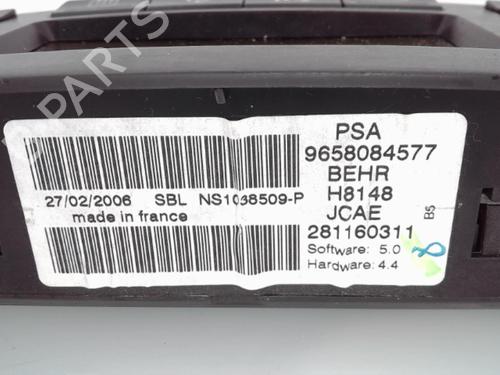 PSA
9658084577
BEHR
H8148
JCAE
281160311
Software: 5.0
Hardware: 4.4
B5
8
27/02/2006 SBL NS1038509-P
made in france
B-PARTS